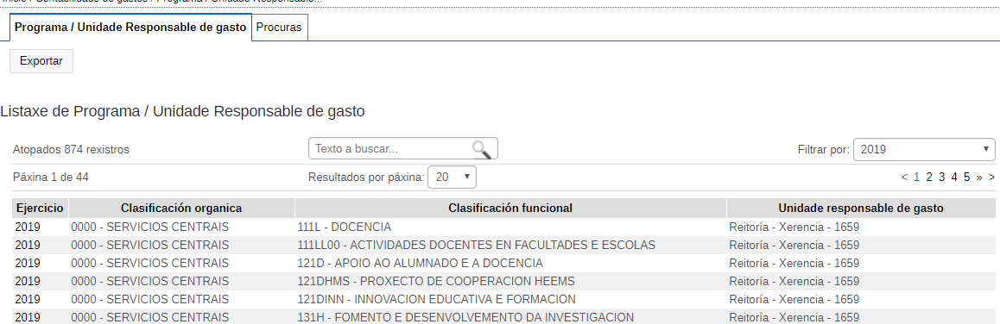 Inicio / Contabilidade de gastos / Programa / Unidade Responsable...
Programa / Unidade Responsable de gasto Procuras
Exportar
Listaxe de Programa / Unidade Responsable de gasto
Atopados 874 rexistros Texto a buscar... Filtrar por: 2019
Páxina 1 de 44 Resultados por páxina: 20 < 1 2 3 4 5 » >
Ejercicio Clasificación organica Clasificación funcional Unidade responsable de gasto
2019 0000 - SERVICIOS CENTRAIS 111L - DOCENCIA Reitoría - Xerencia - 1659
2019 0000 - SERVICIOS CENTRAIS 111LL00 - ACTIVIDADES DOCENTES EN FACULTADES E ESCOLAS Reitoría - Xerencia - 1659
2019 0000 - SERVICIOS CENTRAIS 121D - APOIO AO ALUMNADO E A DOCENCIA Reitoría - Xerencia - 1659
2019 0000 - SERVICIOS CENTRAIS 121DHMS - PROXECTO DE COOPERACION HEEMS Reitoría - Xerencia - 1659
2019 0000 - SERVICIOS CENTRAIS 121DINN - INNOVACION EDUCATIVA E FORMACION Reitoría - Xerencia - 1659
2019 0000 - SERVICIOS CENTRAIS 131H - FOMENTO E DESENVOLVEMENTO DA INVESTIGACION Reitoría - Xerencia - 1659